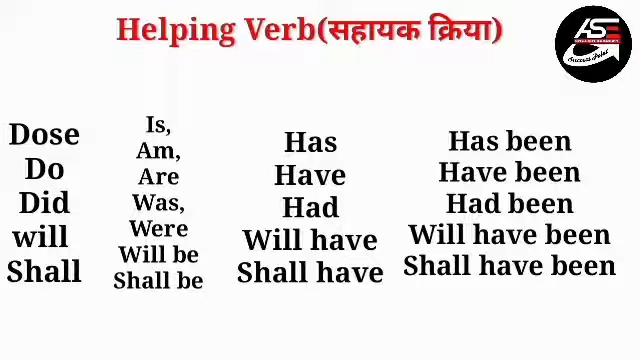 Helping Verb(सहायक क्रिया)
ASE
Success Point
Dose
Do
Did
will
Shall
Is,
Am,
Are
Was,
Were
Will be
Shall be
Has
Have
Had
Will have
Shall have
Has been
Have been
Had been
Will have been
Shall have been